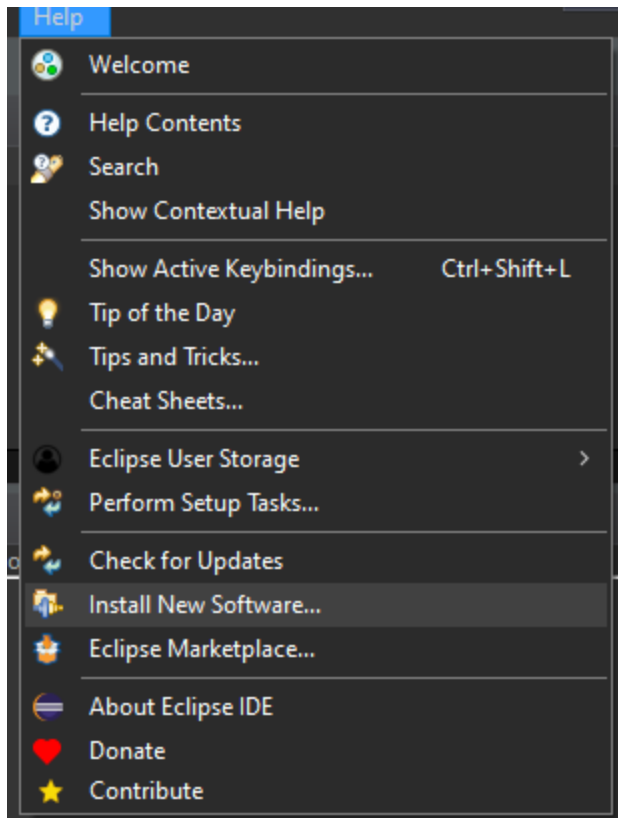 Help
Welcome
Help Contents
Search
Show Contextual Help
Show Active Keybindings... Ctrl+Shift+L
Tip of the Day
Tips and Tricks...
Cheat Sheets...
Eclipse User Storage
Perform Setup Tasks...
Check for Updates
Install New Software...
Eclipse Marketplace...
About Eclipse IDE
Donate
Contribute